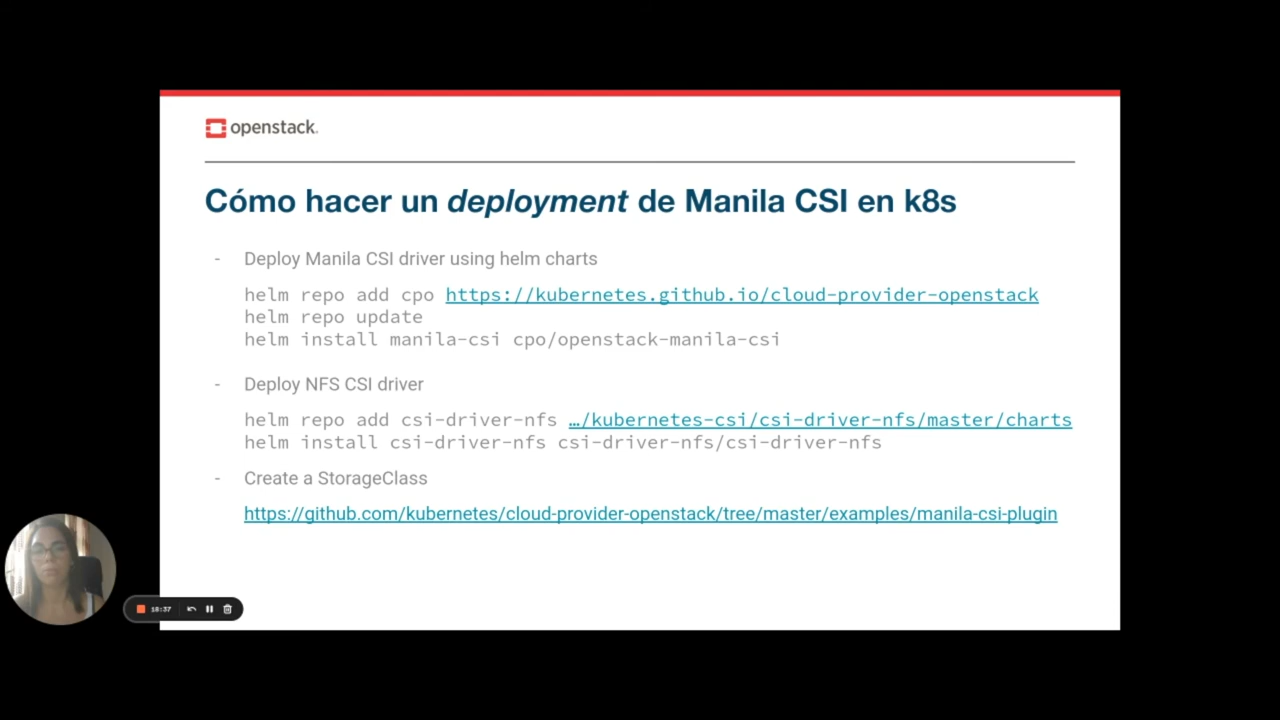 openstack.
Cómo hacer un deployment de Manila CSI en k8s
- Deploy Manila CSI driver using helm charts
helm repo add cpo https://kubernetes.github.io/cloud-provider-openstack
helm repo update
helm install manila-csi cpo/openstack-manila-csi
- Deploy NFS CSI driver
helm repo add csi-driver-nfs …/kubernetes-csi/csi-driver-nfs/master/charts
helm install csi-driver-nfs csi-driver-nfs/csi-driver-nfs
- Create a StorageClass
https://github.com/kubernetes/cloud-provider-openstack/tree/master/examples/manila-csi-plugin
18:37